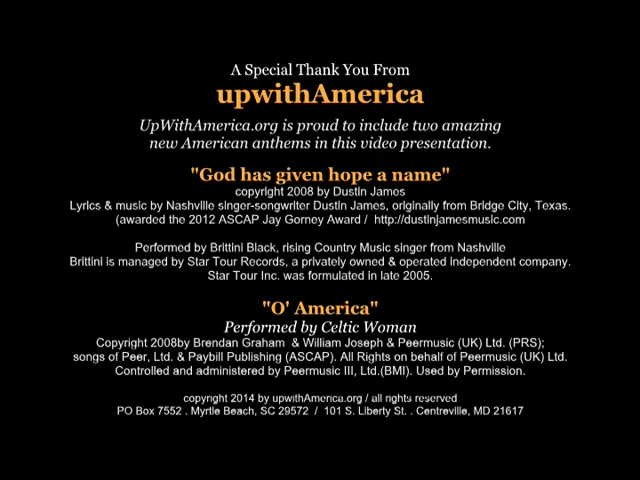 A Special Thank You From
upwithAmerica
UpWithAmerica.org is proud to include two amazing
new American anthems in this video presentation.
"God has given hope a name"
copyright 2008 by Dustin James
Lyrics & music by Nashville singer-songwriter Dustin James, originally from Bridge City, Texas.
(awarded the 2012 ASCAP Jay Gorney Award / http://dustinjamesmusic.com
Performed by Brittini Black, rising Country Music singer from Nashville
Brittini is managed by Star Tour Records, a privately owned & operated independent company.
Star Tour Inc. was formulated in late 2005.
"O' America"
Performed by Celtic Woman
Copyright 2008by Brendan Graham & William Joseph & Peermusic (UK) Ltd. (PRS);
songs of Peer, Ltd. & Paybill Publishing (ASCAP). All Rights on behalf of Peermusic (UK) Ltd.
Controlled and administered by Peermusic III, Ltd.(BMI). Used by Permission.
copyright 2014 by upwithAmerica.org / all rights reserved
PO Box 7552 . Myrtle Beach, SC 29572 / 101 S. Liberty St. . Centreville, MD 21617